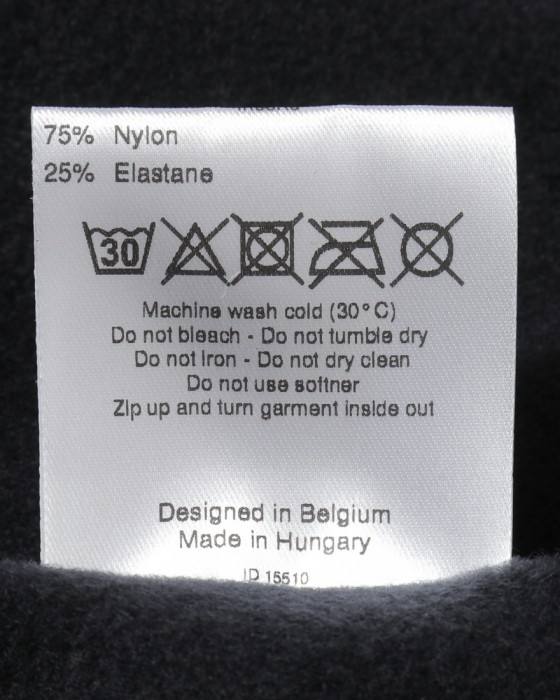 75% Nylon
25% Elastane
30
Machine wash cold (30°C)
Do not bleach - Do not tumble dry
Do not Iron - Do not dry clean
Do not use softner
Zip up and turn garment inside out
Designed in Belgium
Made in Hungary
ID 15510